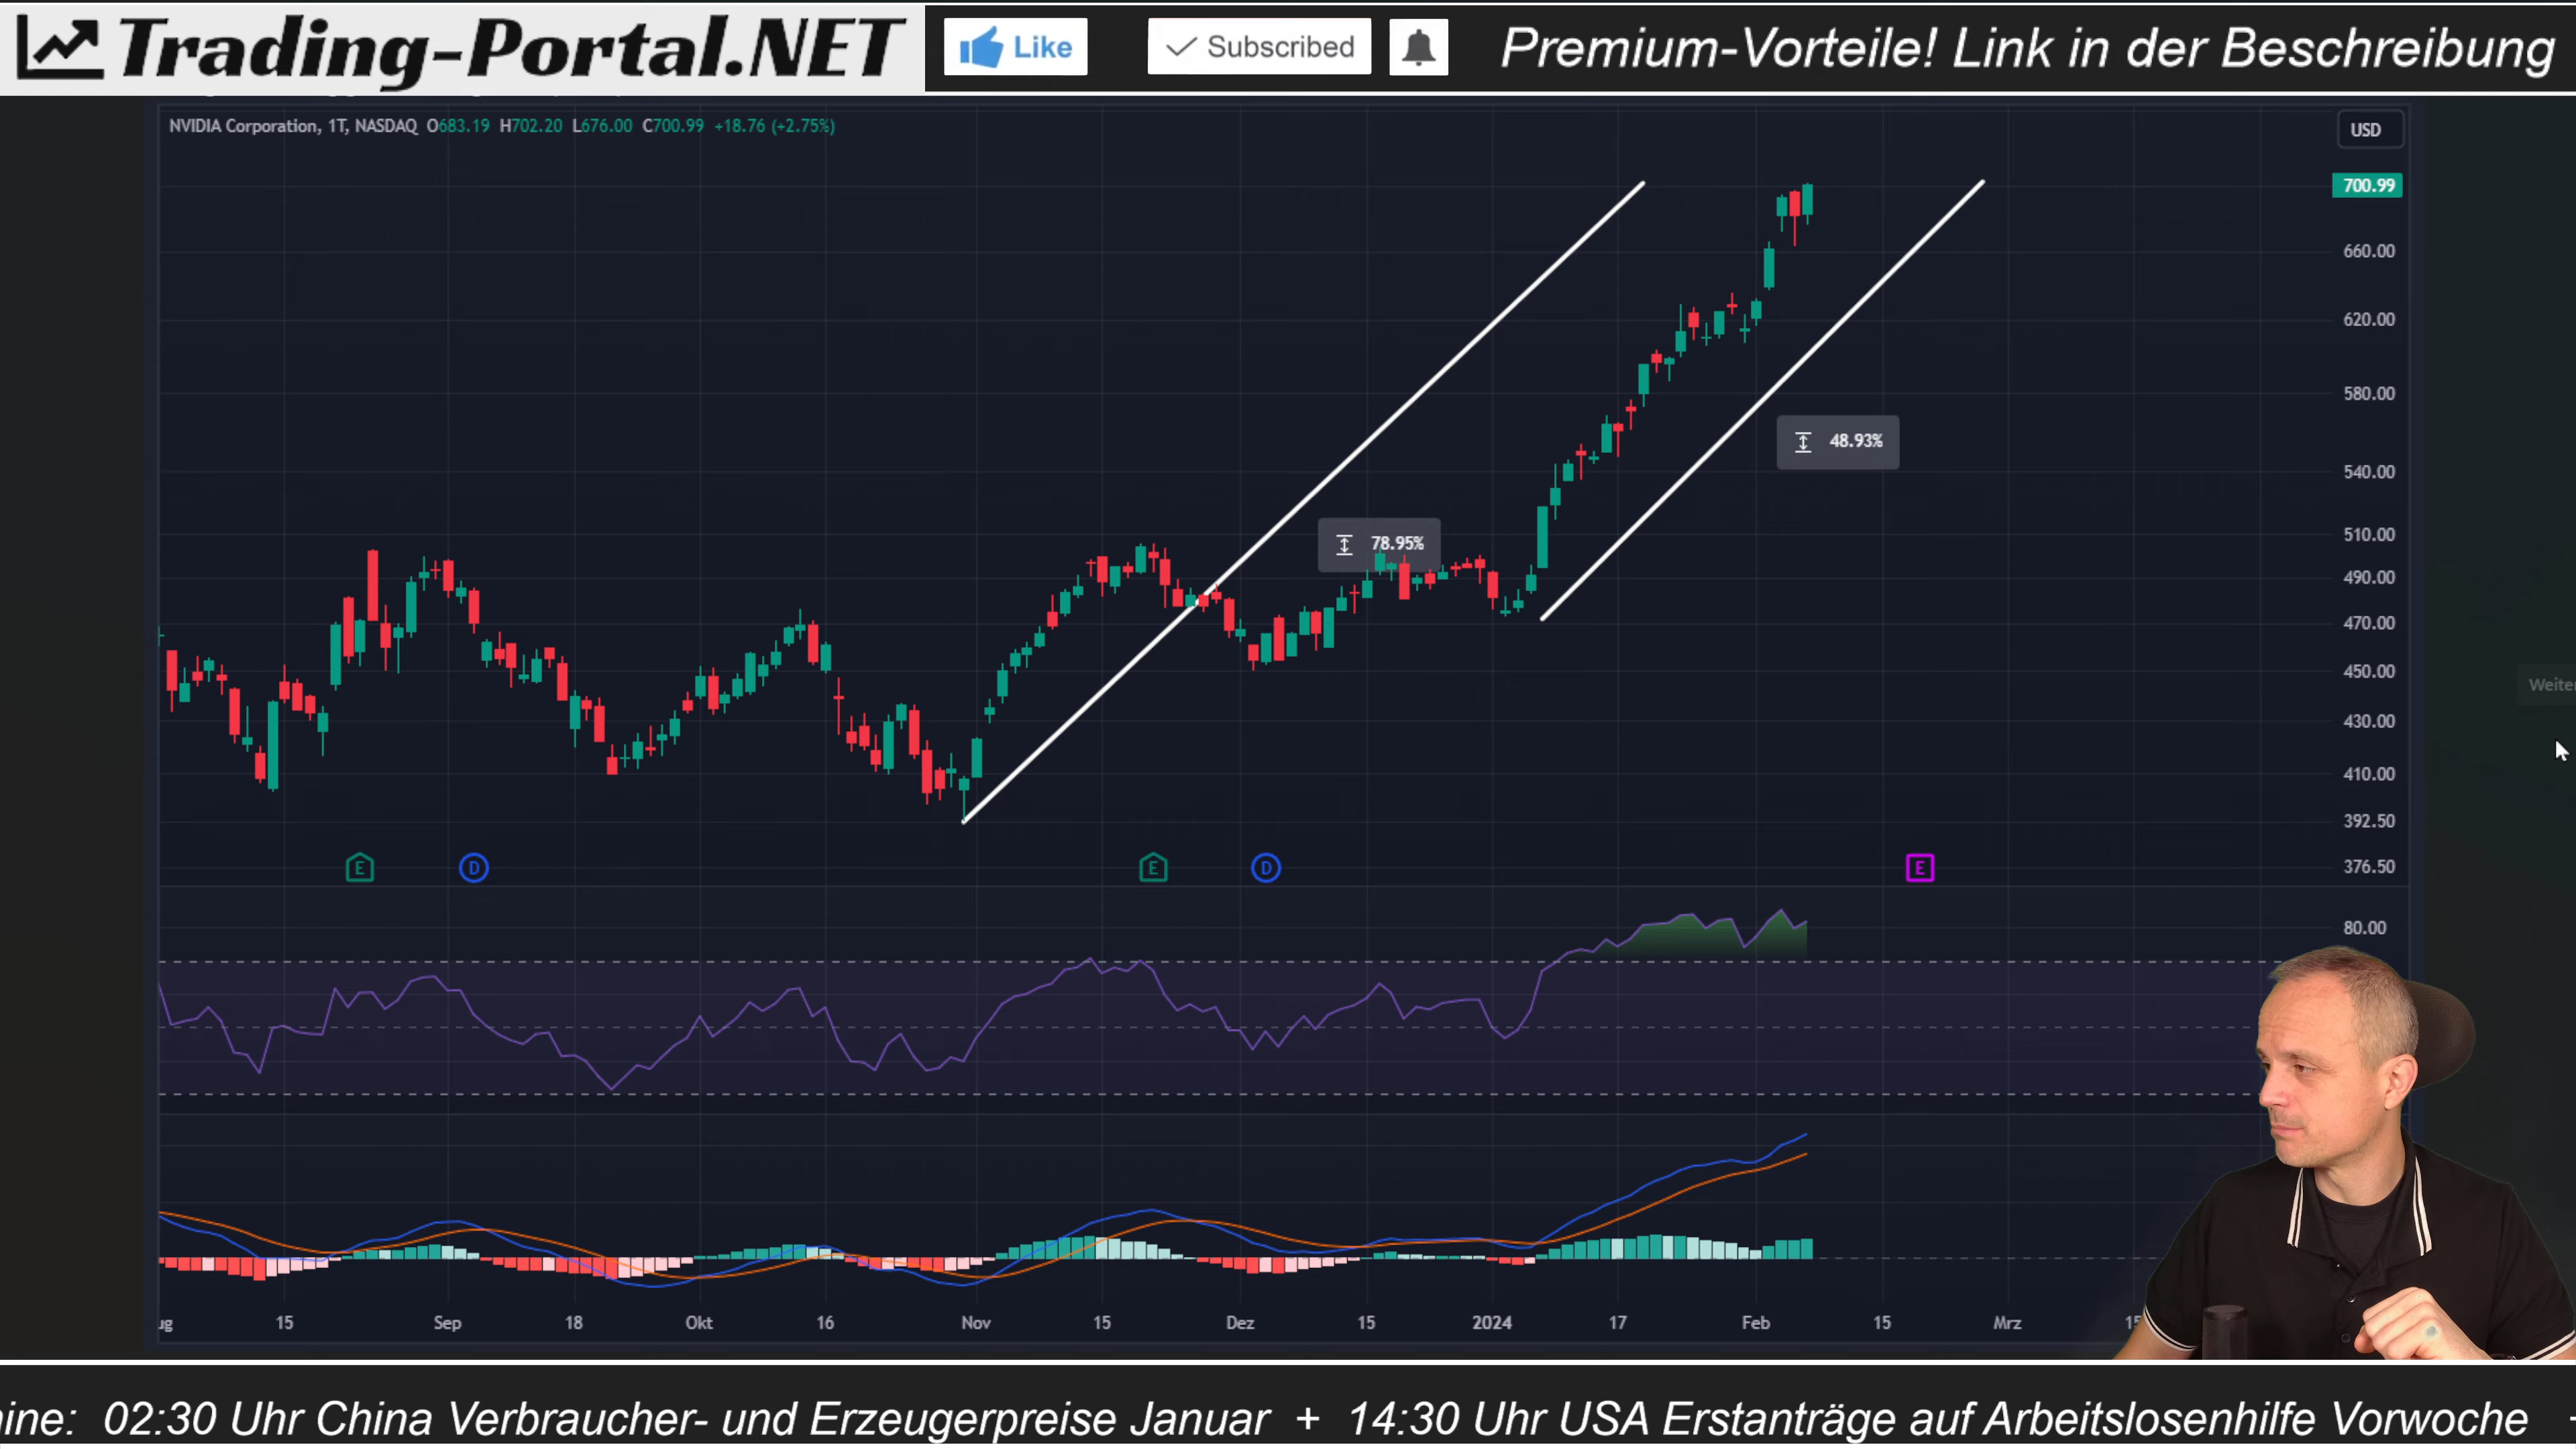 Trading-Portal.NET
Like
Subscribed
Premium-Vorteile! Link in der Beschreibung
NVIDIA Corporation, 1T, NASDAQ O683.19 H702.20 L676.00 C700.99 +18.76 (+2.75%)
USD
700.99
660.00
620.00
580.00
48.93%
540.00
78.95%
510.00
490.00
470.00
450.00
Weiter
430.00
410.00
392.50
E D E D E
376.50
80.00
ug 15 Sep 18 Okt 16 Nov 15 Dez 15 2024 17 Feb 15 Mrz 15
ine: 02:30 Uhr China Verbraucher- und Erzeugerpreise Januar + 14:30 Uhr USA Erstanträge auf Arbeitslosenhilfe Vorwoche